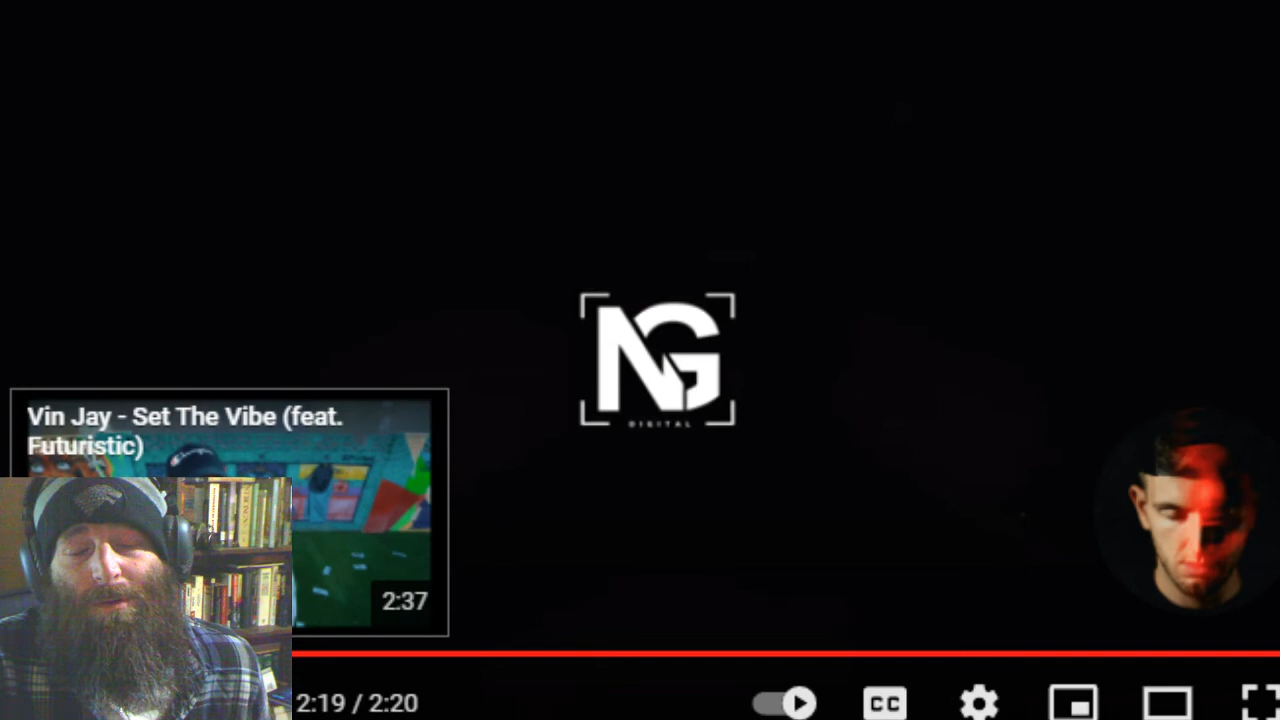 NG
DIGITAL
Vin Jay - Set The Vibe (feat.
Futuristic)
2:37
2:19 / 2:20
CC